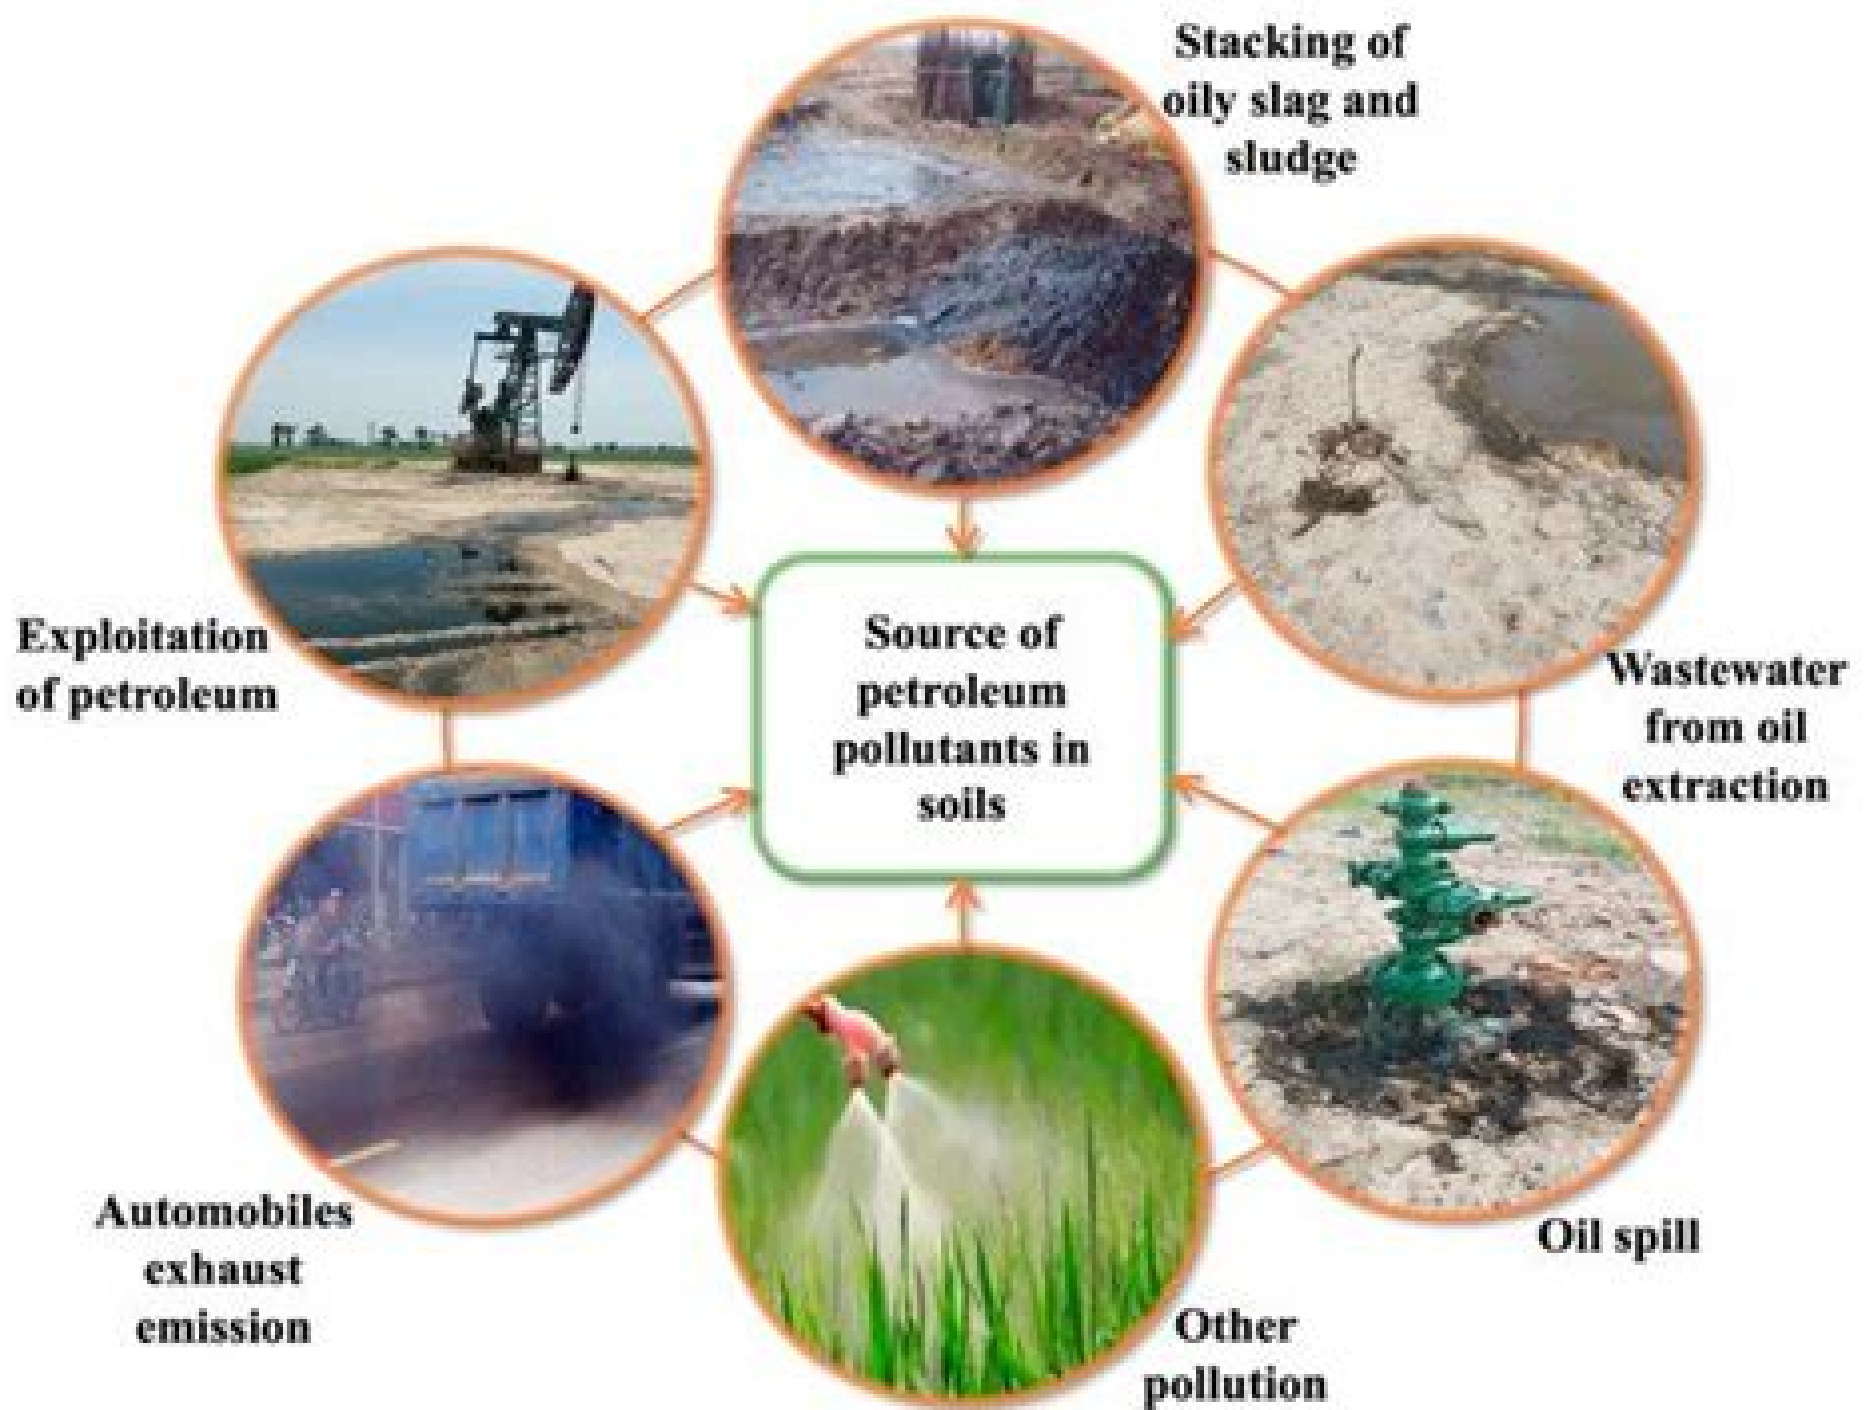 Stacking of
oily slag and
sludge
Exploitation
of petroleum
Source of
petroleum
pollutants in
soils
Wastewater
from oil
extraction
Automobiles
exhaust
emission
Oil spill
Other
pollution